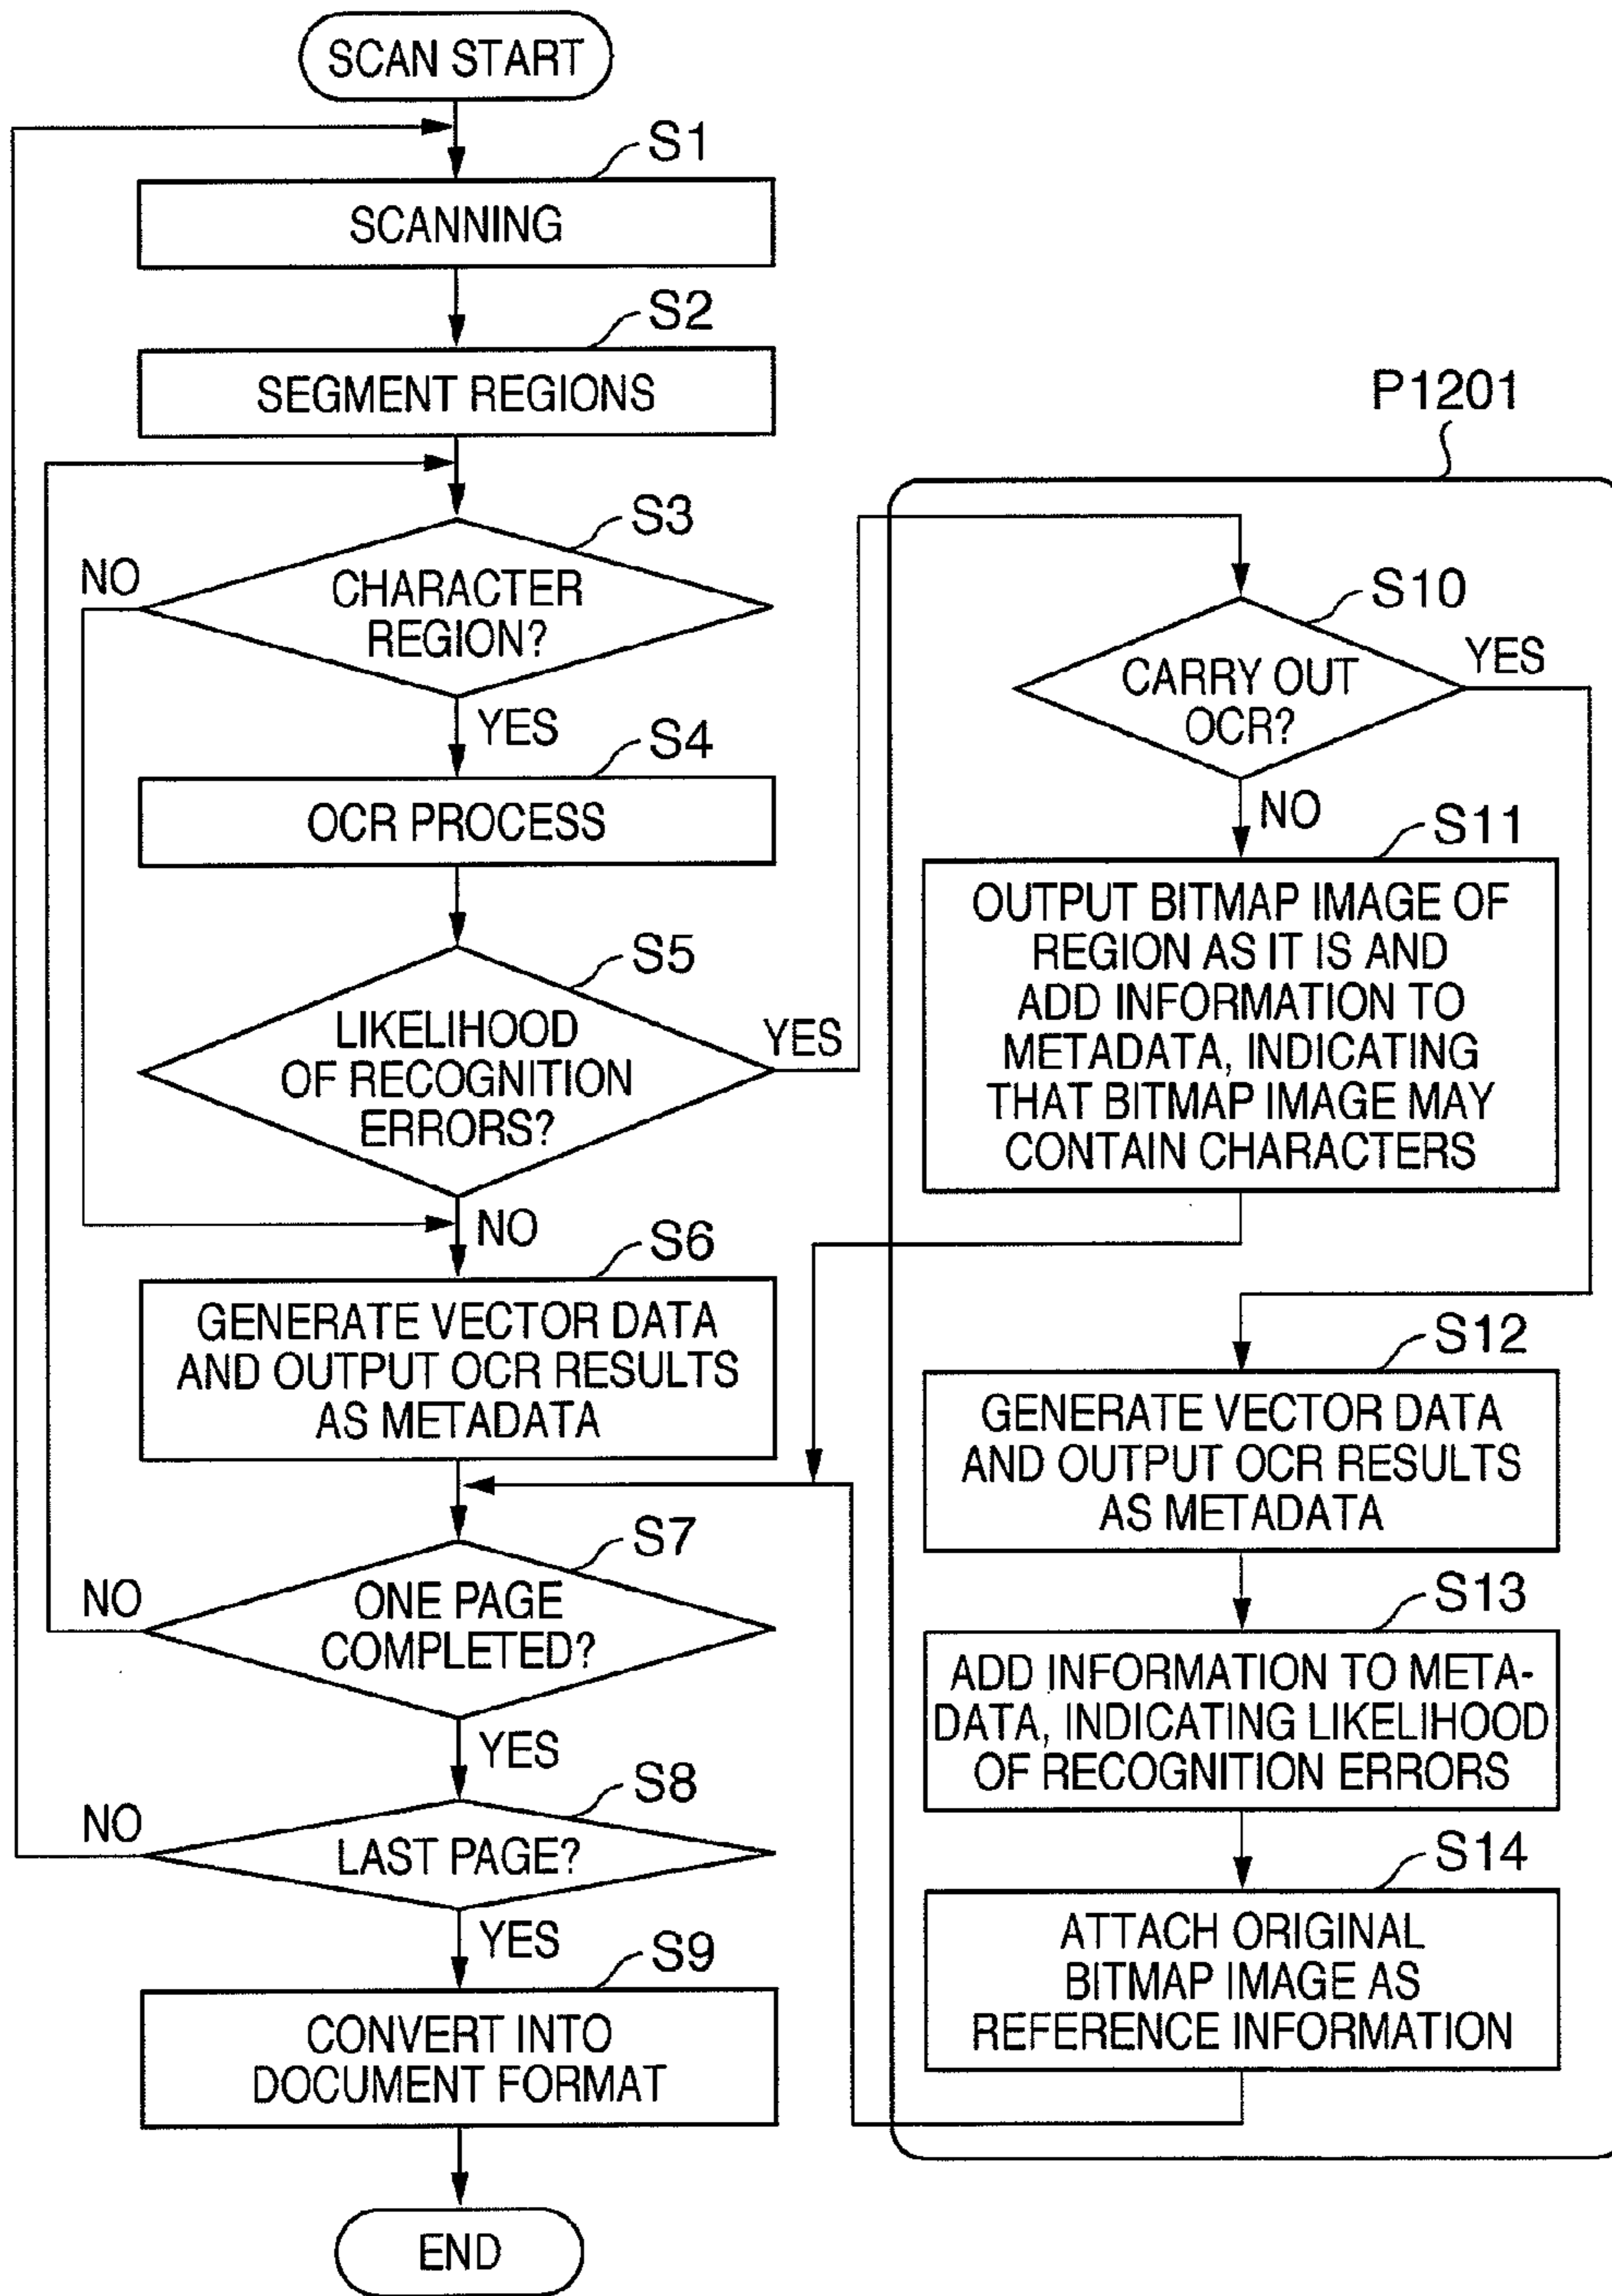 SCAN START
S1
SCANNING
S2
SEGMENT REGIONS
S3
NO
CHARACTER
REGION?
YES
S4
OCR PROCESS
S5
LIKELIHOOD
OF RECOGNITION
ERRORS?
YES
NO
S6
GENERATE VECTOR DATA
AND OUTPUT OCR RESULTS
AS METADATA
S7
NO
ONE PAGE
COMPLETED?
YES
S8
NO
LAST PAGE?
YES
S9
CONVERT INTO
DOCUMENT FORMAT
END
P1201
S10
CARRY OUT
OCR?
YES
NO
S11
OUTPUT BITMAP IMAGE OF
REGION AS IT IS AND
ADD INFORMATION TO
METADATA, INDICATING
THAT BITMAP IMAGE MAY
CONTAIN CHARACTERS
S12
GENERATE VECTOR DATA
AND OUTPUT OCR RESULTS
AS METADATA
S13
ADD INFORMATION TO META-
DATA, INDICATING LIKELIHOOD
OF RECOGNITION ERRORS
S14
ATTACH ORIGINAL
BITMAP IMAGE AS
REFERENCE INFORMATION